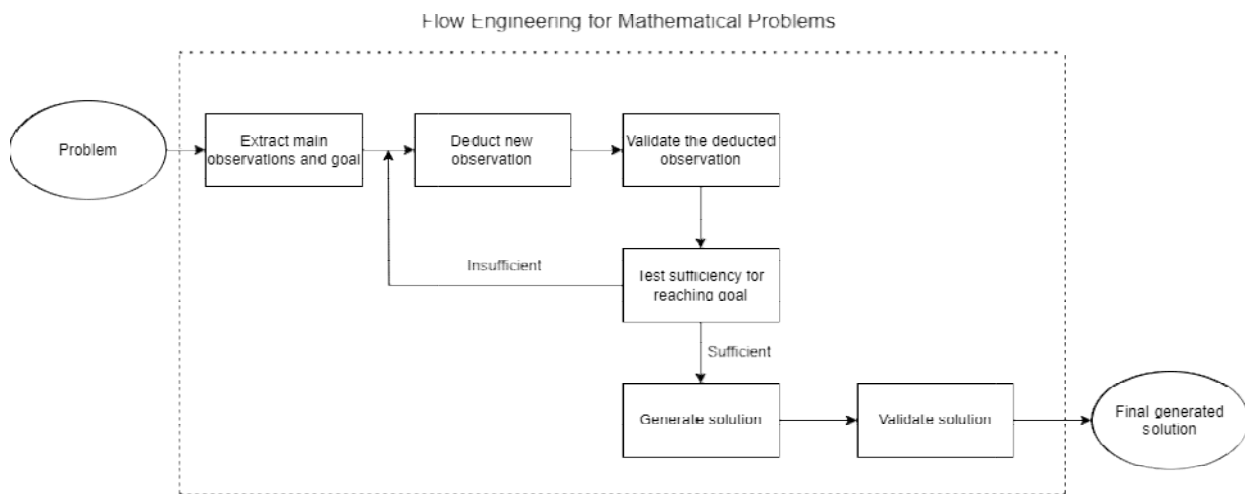 Flow Engineering for Mathematical Problems
Problem
Extract main
observations and goal
Deduct new
observation
Validate the deducted
observation
Insufficient
Test sufficiency for
reaching goal
Sufficient
Generate solution
Validate solution
Final generated
solution